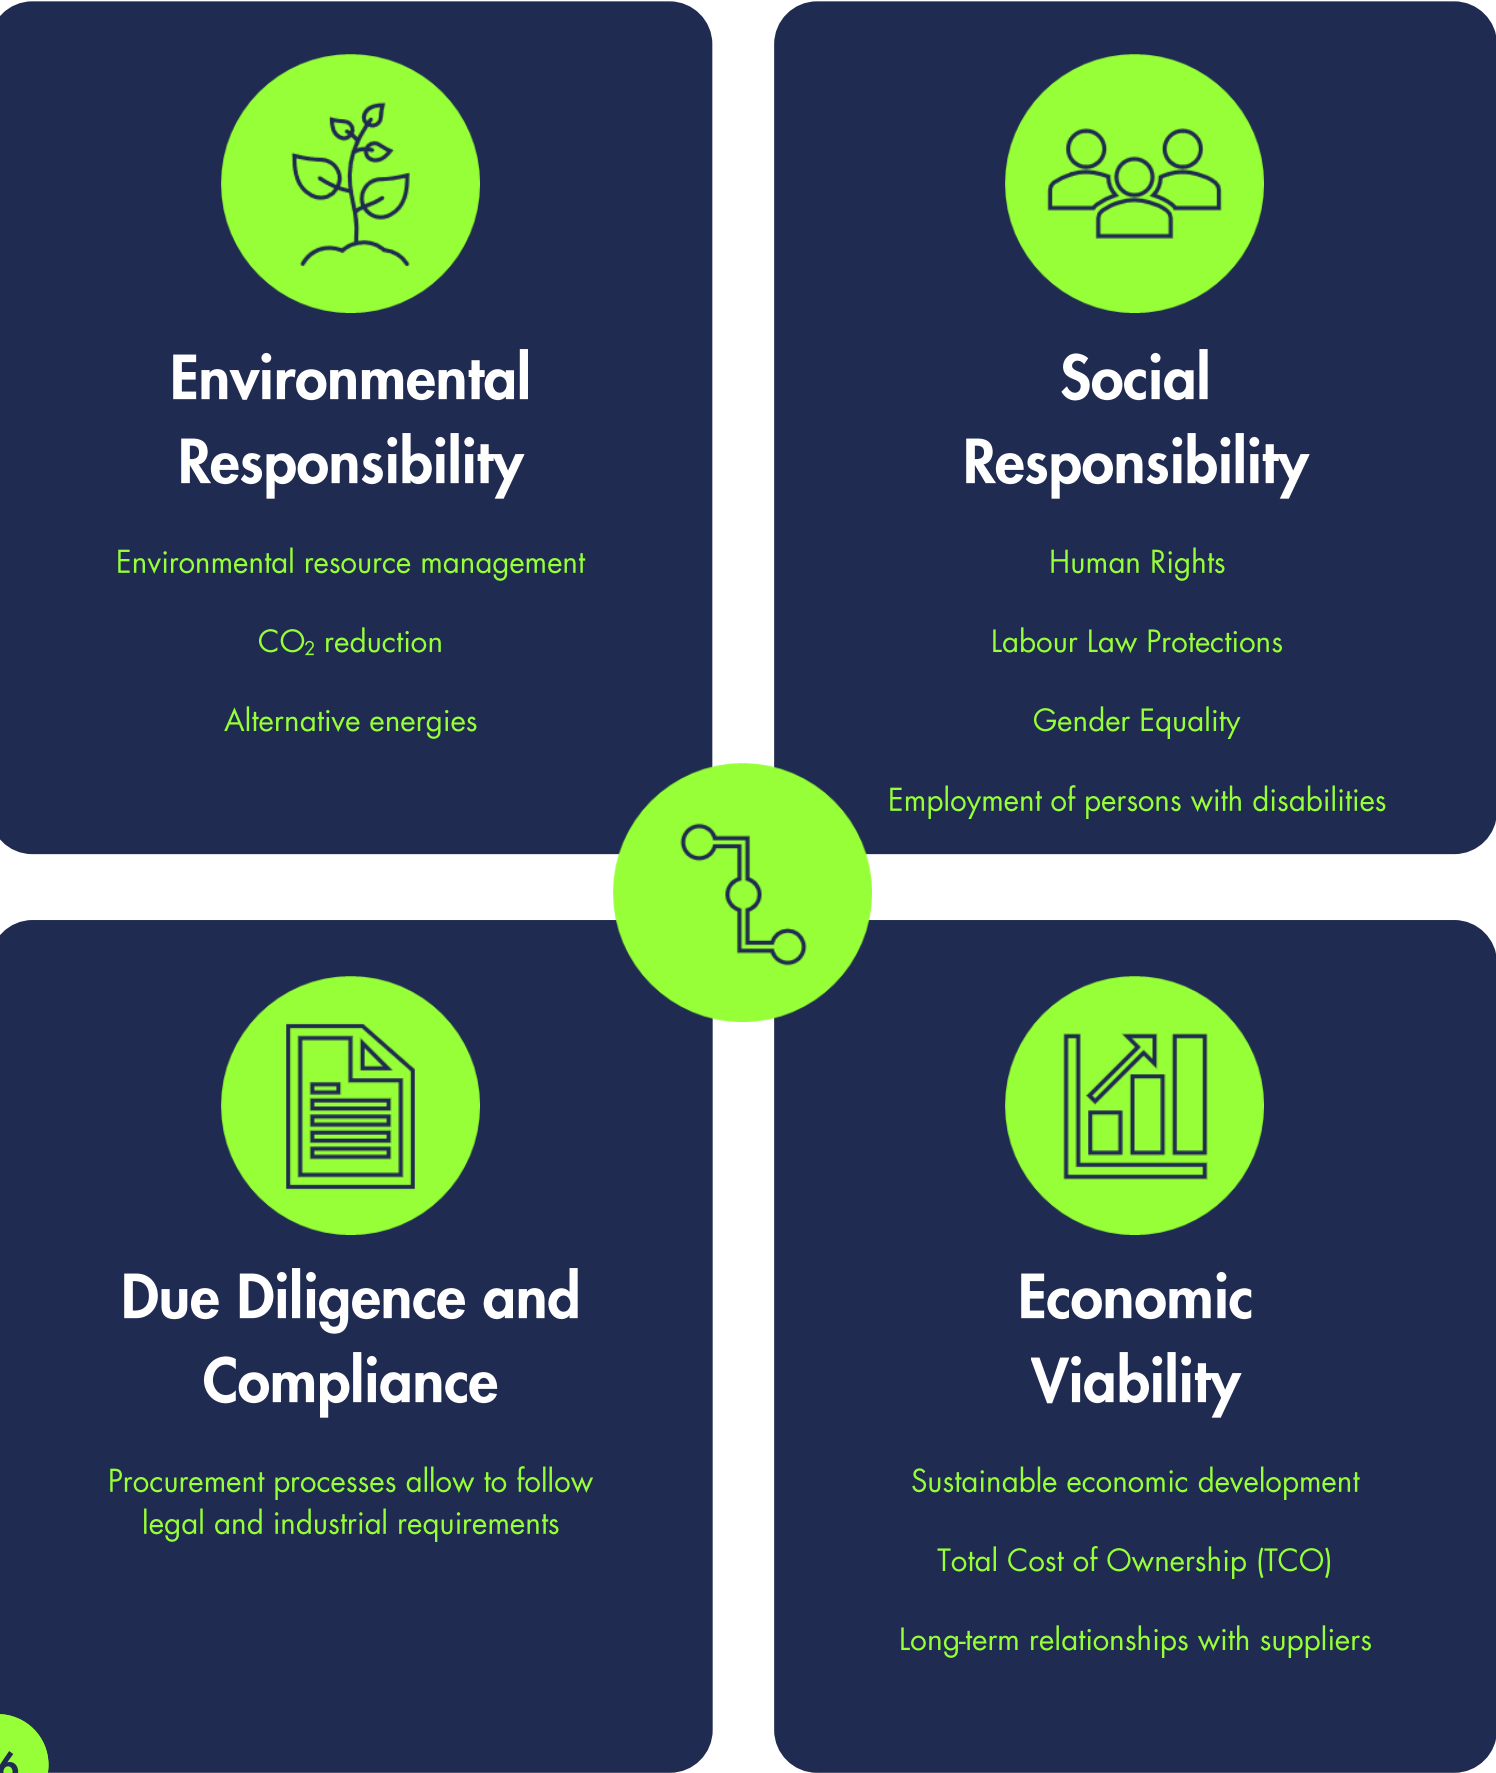 Environmental
Responsibility
Environmental resource management
CO₂ reduction
Alternative energies
Social
Responsibility
Human Rights
Labour Law Protections
Gender Equality
Employment of persons with disabilities
Due Diligence and
Compliance
Procurement processes allow to follow
legal and industrial requirements
Economic
Viability
Sustainable economic development
Total Cost of Ownership (TCO)
Long-term relationships with suppliers
6